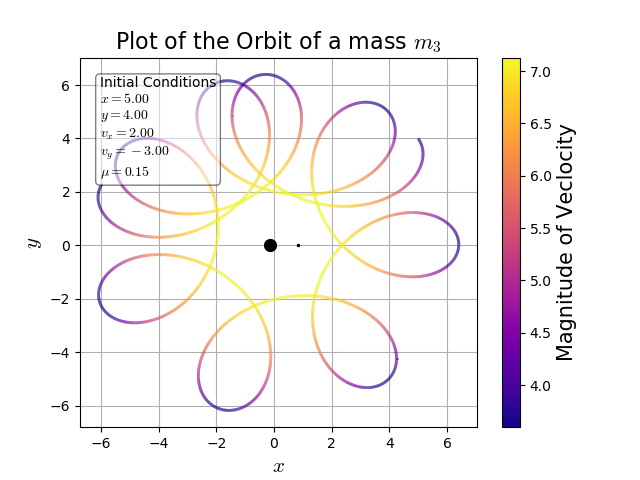 Plot of the Orbit of a mass m₃
Initial Conditions
x = 5.00
y = 4.00
vₓ = 2.00
v_y = −3.00
μ = 0.15
6
4
2
0
−2
−4
−6
y
−6 −4 −2 0 2 4 6
x
7.0
6.5
6.0
5.5
5.0
4.5
4.0
Magnitude of Veclocity